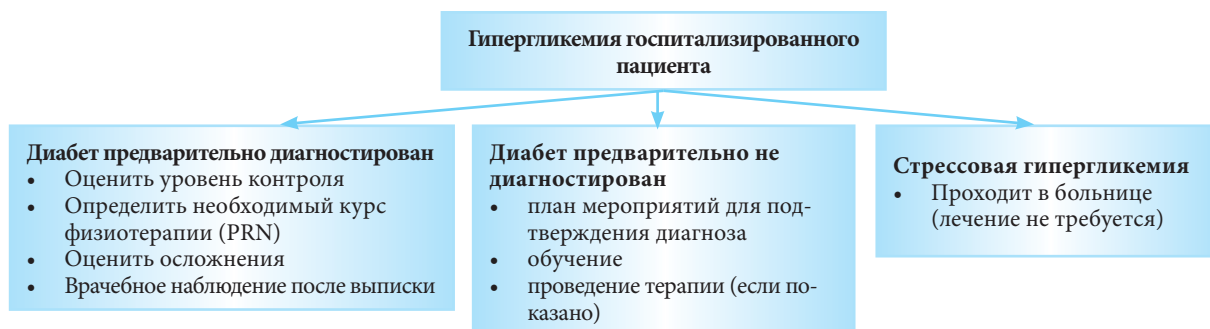 Гипергликемия госпитализированного
пациента
Диабет предварительно диагностирован
• Оценить уровень контроля
• Определить необходимый курс
физиотерапии (PRN)
• Оценить осложнения
• Врачебное наблюдение после выписки
Диабет предварительно не
диагностирован
• план мероприятий для под-
тверждения диагноза
• обучение
• проведение терапии (если по-
казано)
Стрессовая гипергликемия
• Проходит в больнице
(лечение не требуется)